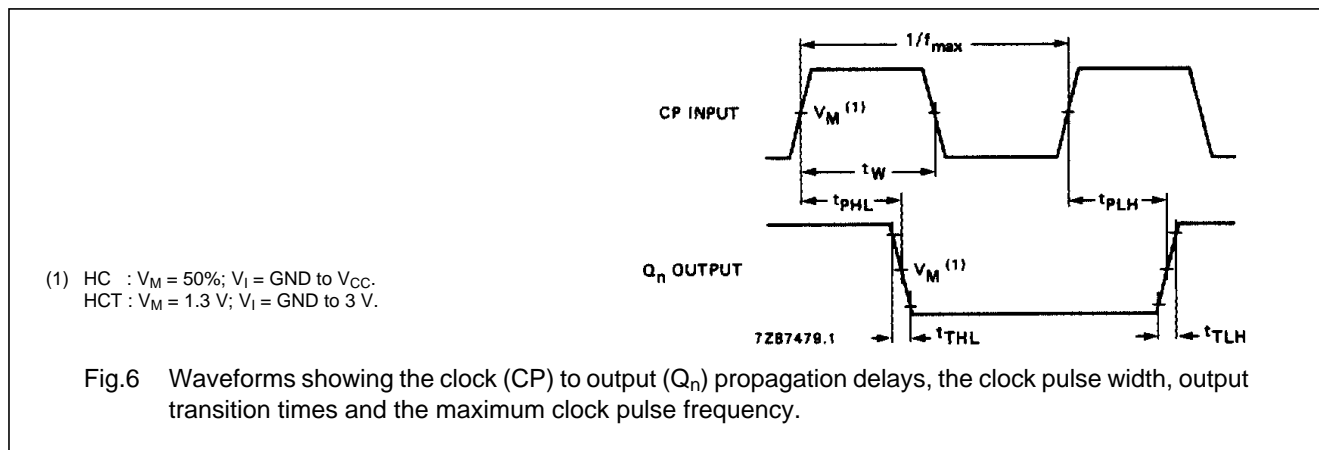 1/fmax
CP INPUT
VM (1)
tW
tPHL
tPLH
Qn OUTPUT
VM (1)
(1) HC : VM = 50%; VI = GND to VCC.
HCT : VM = 1.3 V; VI = GND to 3 V.
7Z87479.1
tTHL
tTLH
Fig.6 Waveforms showing the clock (CP) to output (Qn) propagation delays, the clock pulse width, output
transition times and the maximum clock pulse frequency.